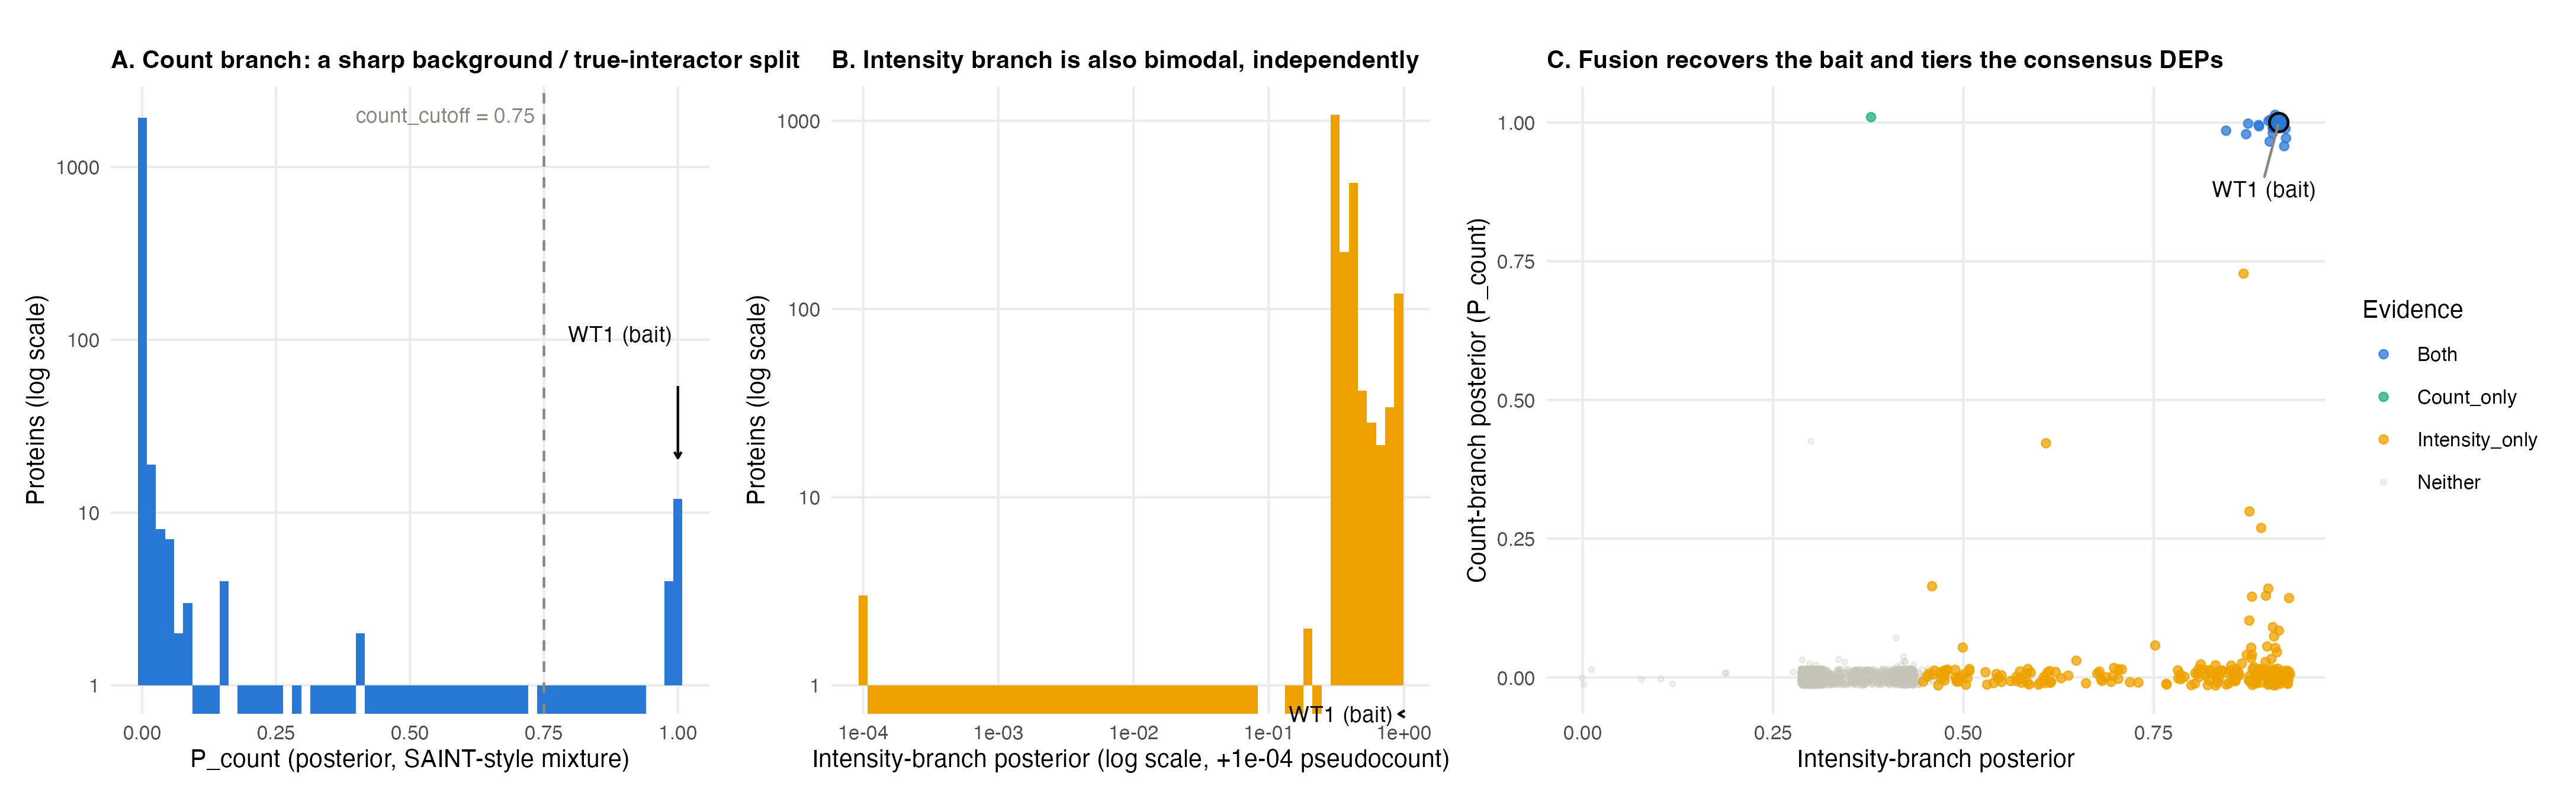 A. Count branch: a sharp background / true-interactor split
count_cutoff = 0.75
WT1 (bait)
Proteins (log scale)
1000
100
10
1
0.00
0.25
0.50
0.75
1.00
P_count (posterior, SAINT-style mixture)
B. Intensity branch is also bimodal, independently
Proteins (log scale)
1000
100
10
1
WT1 (bait)
1e-04
1e-03
1e-02
1e-01
1e+00
Intensity-branch posterior (log scale, +1e-04 pseudocount)
C. Fusion recovers the bait and tiers the consensus DEPs
WT1 (bait)
Count-branch posterior (P_count)
1.00
0.75
0.50
0.25
0.00
0.00
0.25
0.50
0.75
Intensity-branch posterior
Evidence
Both
Count_only
Intensity_only
Neither